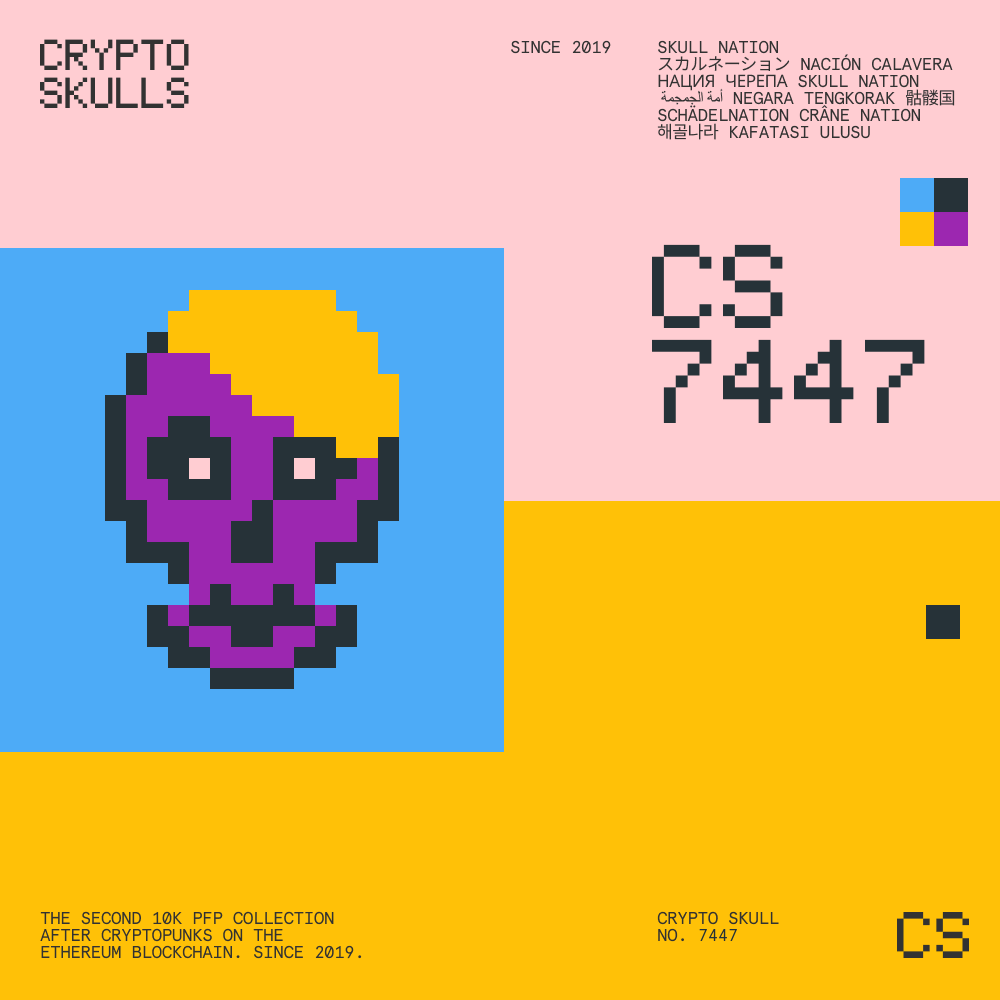 CRYPTO
SKULLS
SINCE 2019
SKULL NATION
スカルネーション NACIÓN CALAVERA
НАЦИЯ ЧЕРЕПА SKULL NATION
أمة الجمجمة NEGARA TENGKORAK 骷髅国
SCHÄDELNATION CRÂNE NATION
해골나라 KAFATASI ULUSU
CS
7447
THE SECOND 10K PFP COLLECTION
AFTER CRYPTOPUNKS ON THE
ETHEREUM BLOCKCHAIN. SINCE 2019.
CRYPTO SKULL
NO. 7447
CS